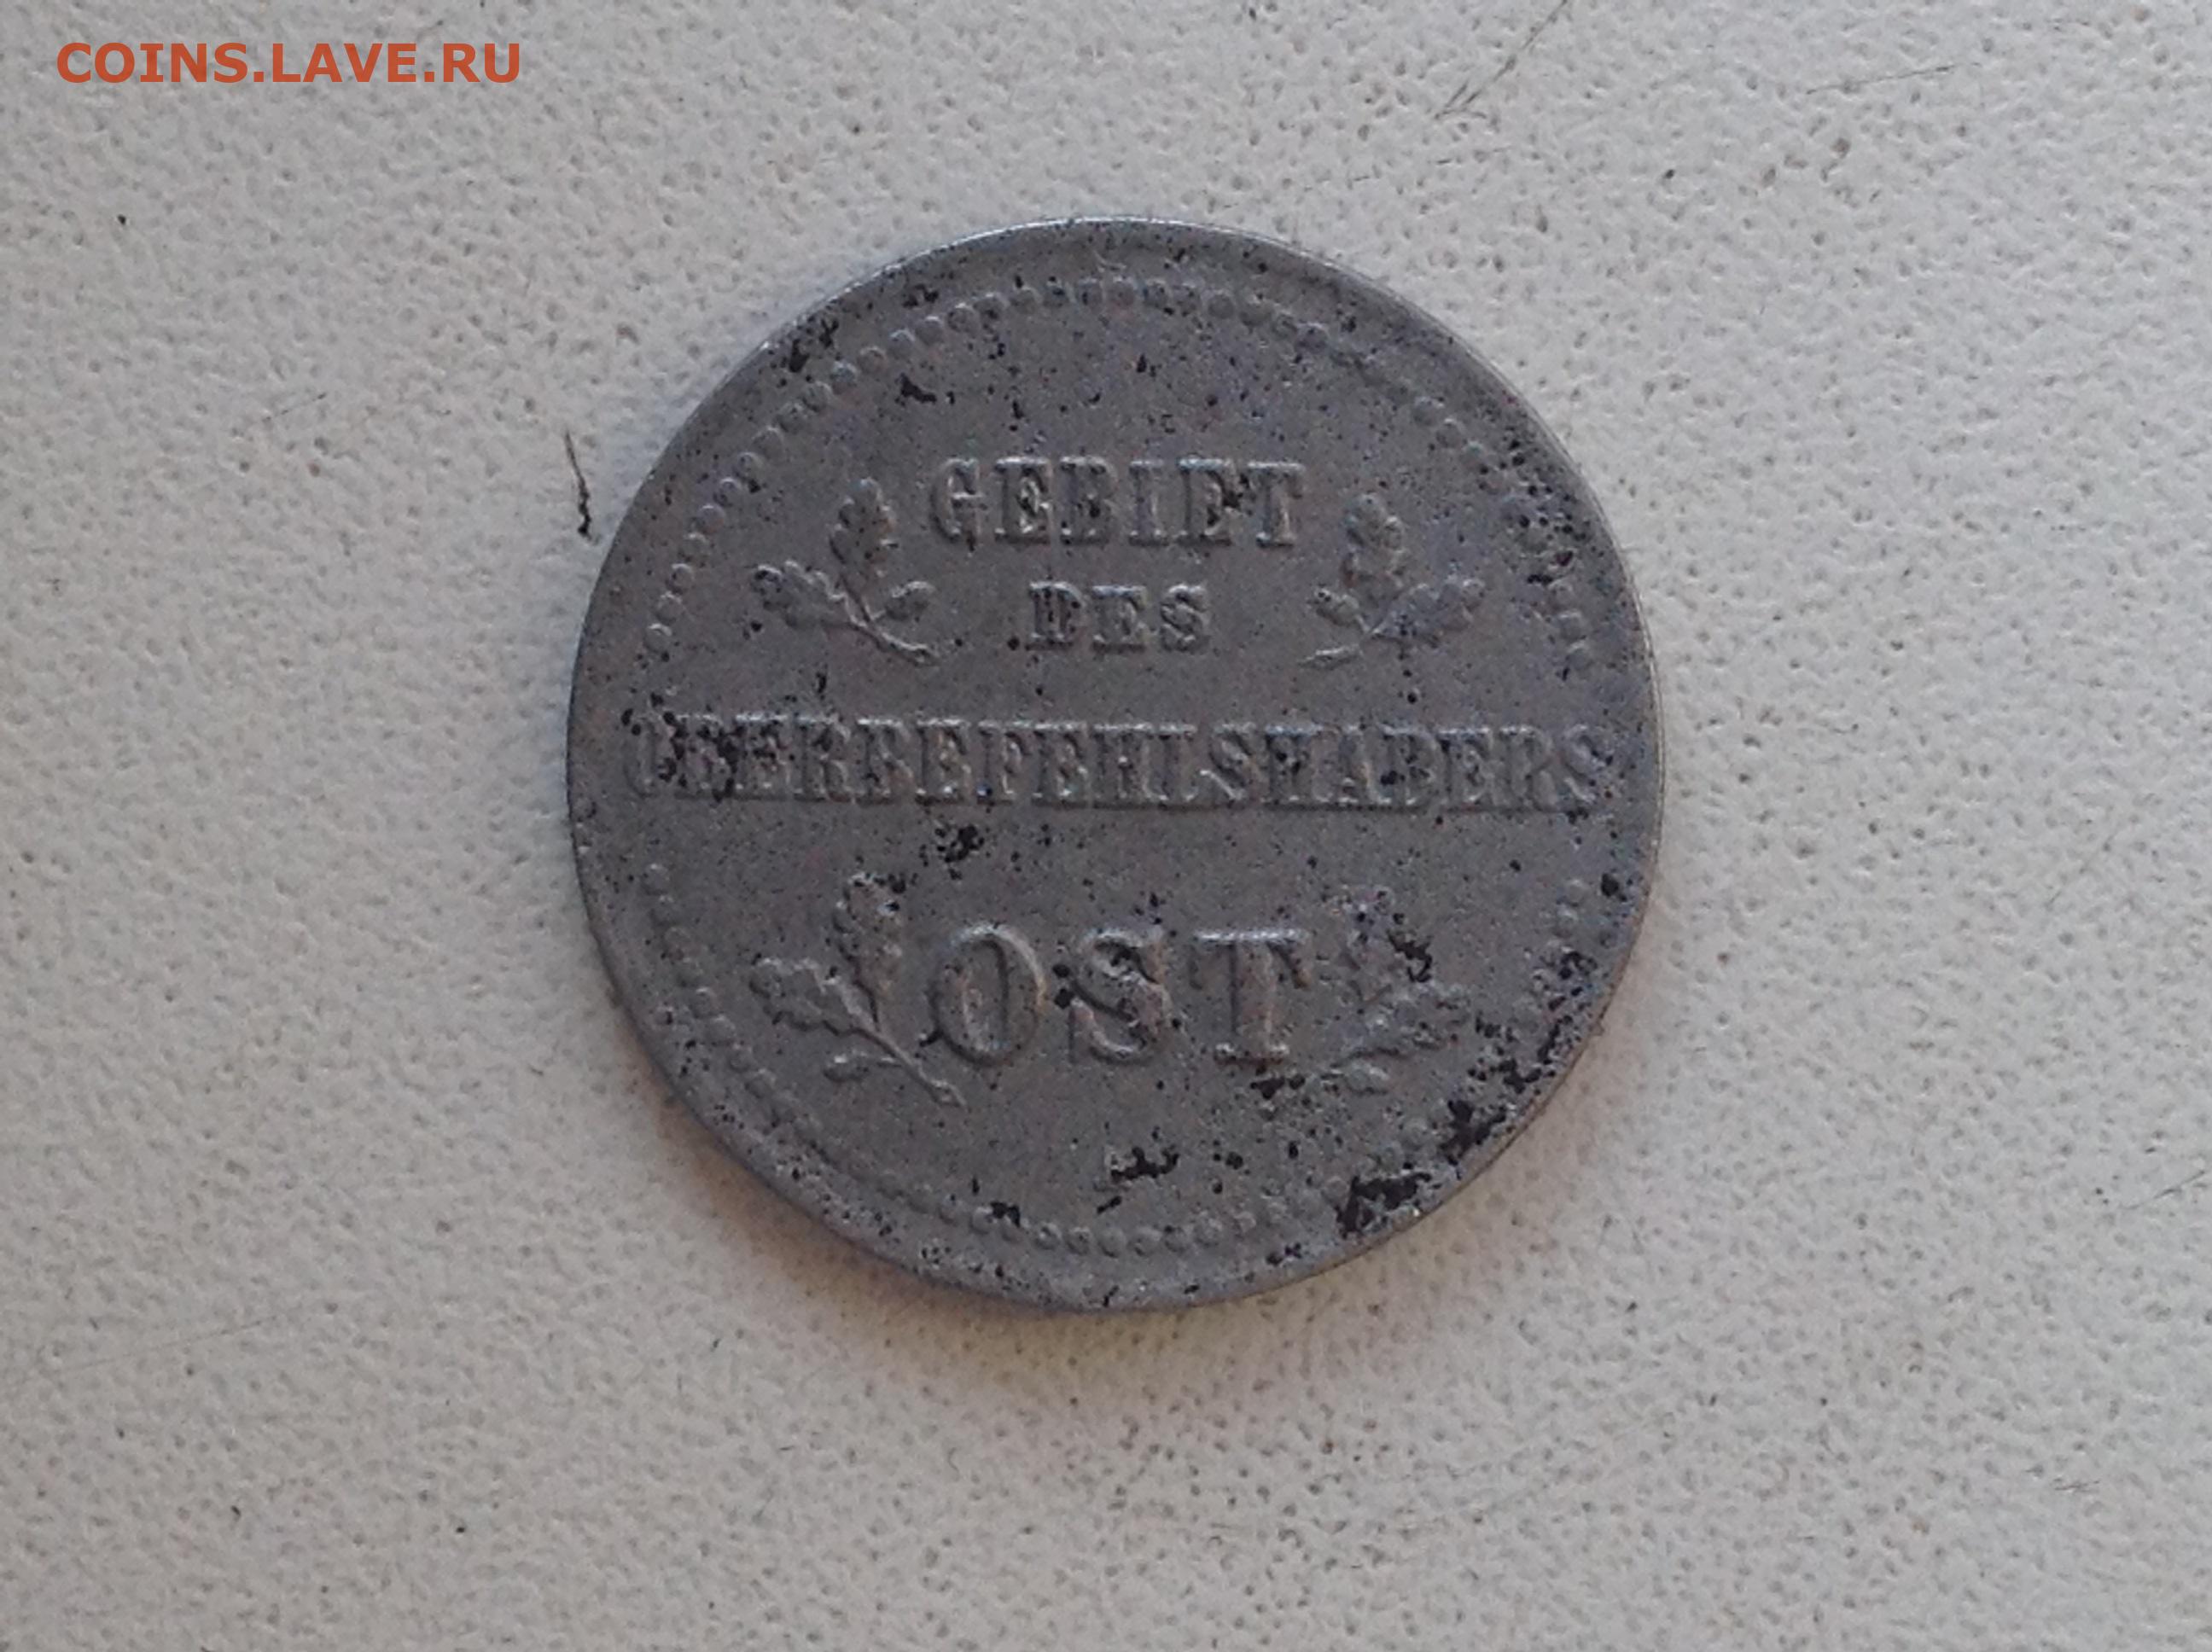 COINS.LAVE.RU
GEBIET
DES
OBERBEFEHLSHABERS
OST